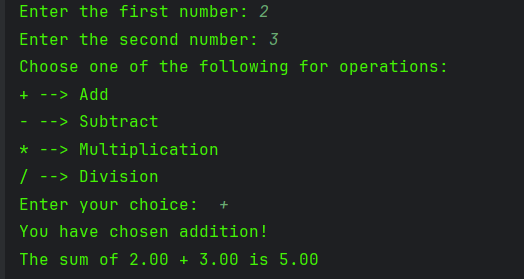 Enter the first number: 2
Enter the second number: 3
Choose one of the following for operations:
+ --> Add
- --> Subtract
* --> Multiplication
/ --> Division
Enter your choice:  +
You have chosen addition!
The sum of 2.00 + 3.00 is 5.00